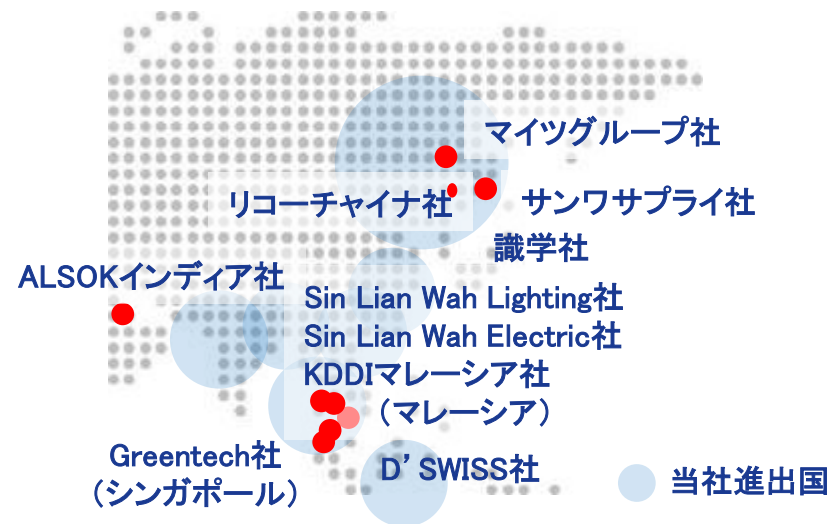 マイツグループ社
リコーチャイナ社
サンワサプライ社
識学社
ALSOKインディア社
Sin Lian Wah Lighting社
Sin Lian Wah Electric社
KDDIマレーシア社
（マレーシア）
Greentech社
（シンガポール）
D’SWISS社
当社進出国